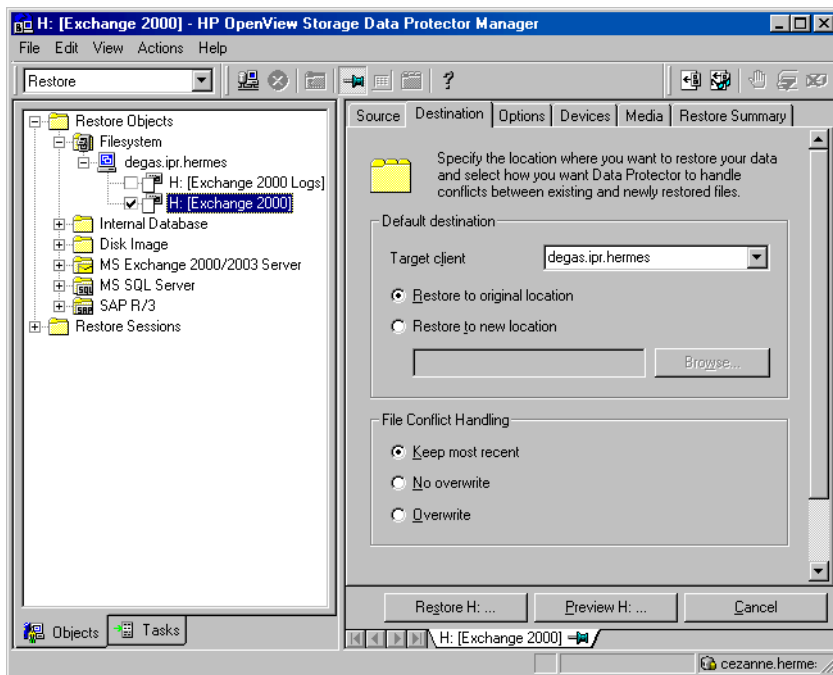 H: [Exchange 2000] - HP OpenView Storage Data Protector Manager
File Edit View Actions Help
Restore
Restore Objects
Filesystem
degas.ipr.hermes
H: [Exchange 2000 Logs]
H: [Exchange 2000]
Internal Database
Disk Image
MS Exchange 2000/2003 Server
MS SQL Server
SAP R/3
Restore Sessions
Objects Tasks
Source Destination Options Devices Media Restore Summary
Specify the location where you want to restore your data
and select how you want Data Protector to handle
conflicts between existing and newly restored files.
Default destination
Target client degas.ipr.hermes
Restore to original location
Restore to new location
Browse...
File Conflict Handling
Keep most recent
No overwrite
Overwrite
Restore H: ... Preview H: ... Cancel
H: [Exchange 2000]
cezanne.herme: